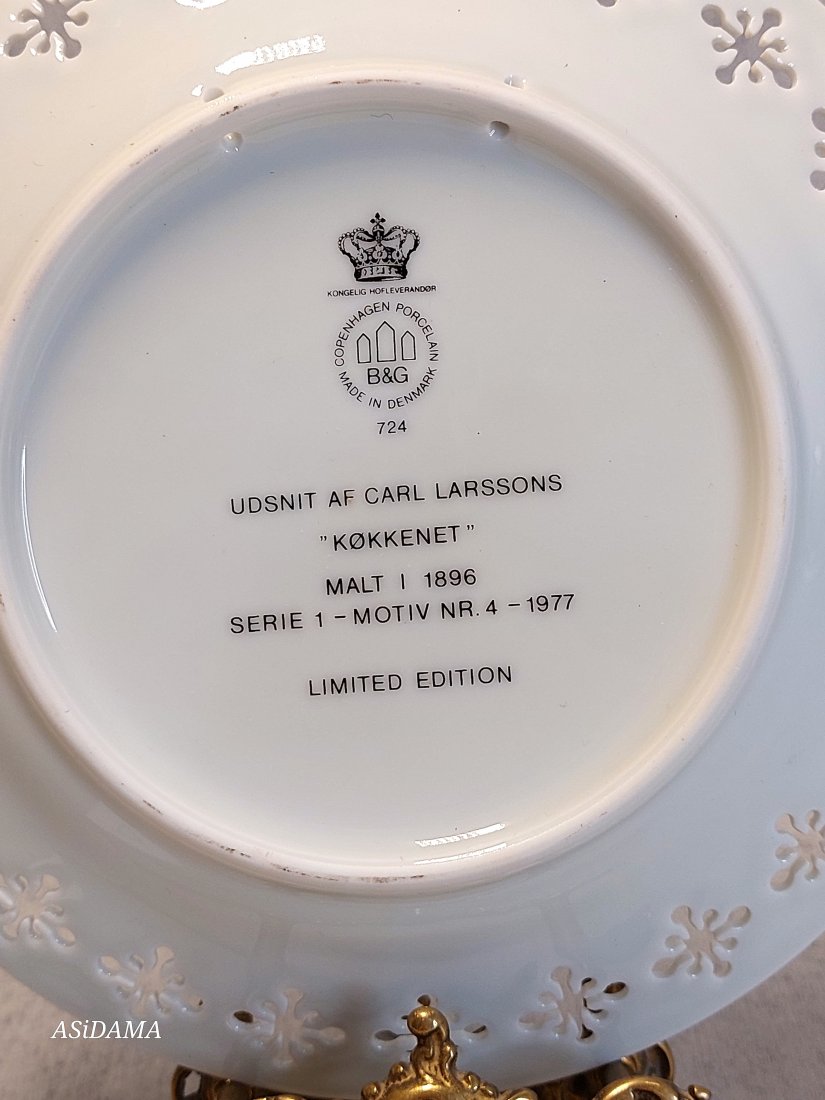 KONGELIG HOFLEVERANDØR
COPENHAGEN PORCELAIN
B&G
MADE IN DENMARK
724
UDSNIT AF CARL LARSSONS
"KØKKENET"
MALT I 1896
SERIE 1 – MOTIV NR. 4 – 1977
LIMITED EDITION
ASiDAMA